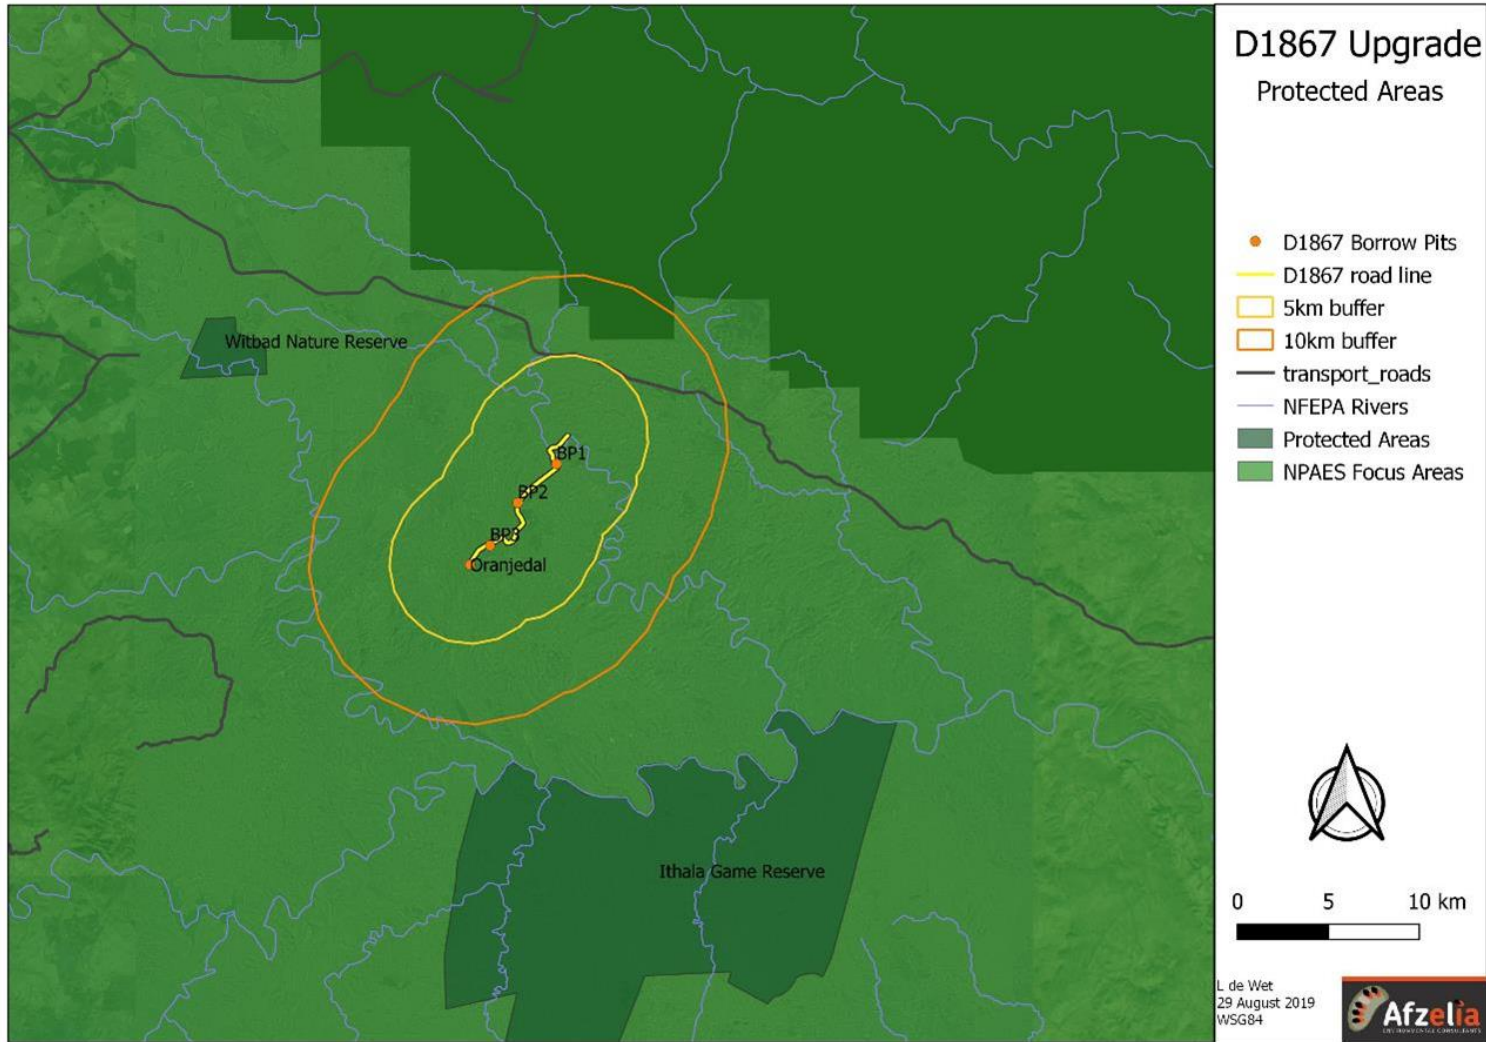 D1867 Upgrade
Protected Areas
D1867 Borrow Pits
D1867 road line
5km buffer
10km buffer
transport_roads
NFEPA Rivers
Protected Areas
NPAES Focus Areas
Witbad Nature Reserve
BP1
BP2
BP3
Oranjedal
Ithala Game Reserve
0 5 10 km
L de Wet
29 August 2019
WSG84
Afzelia
ENVIRONMENTAL CONSULTANTS